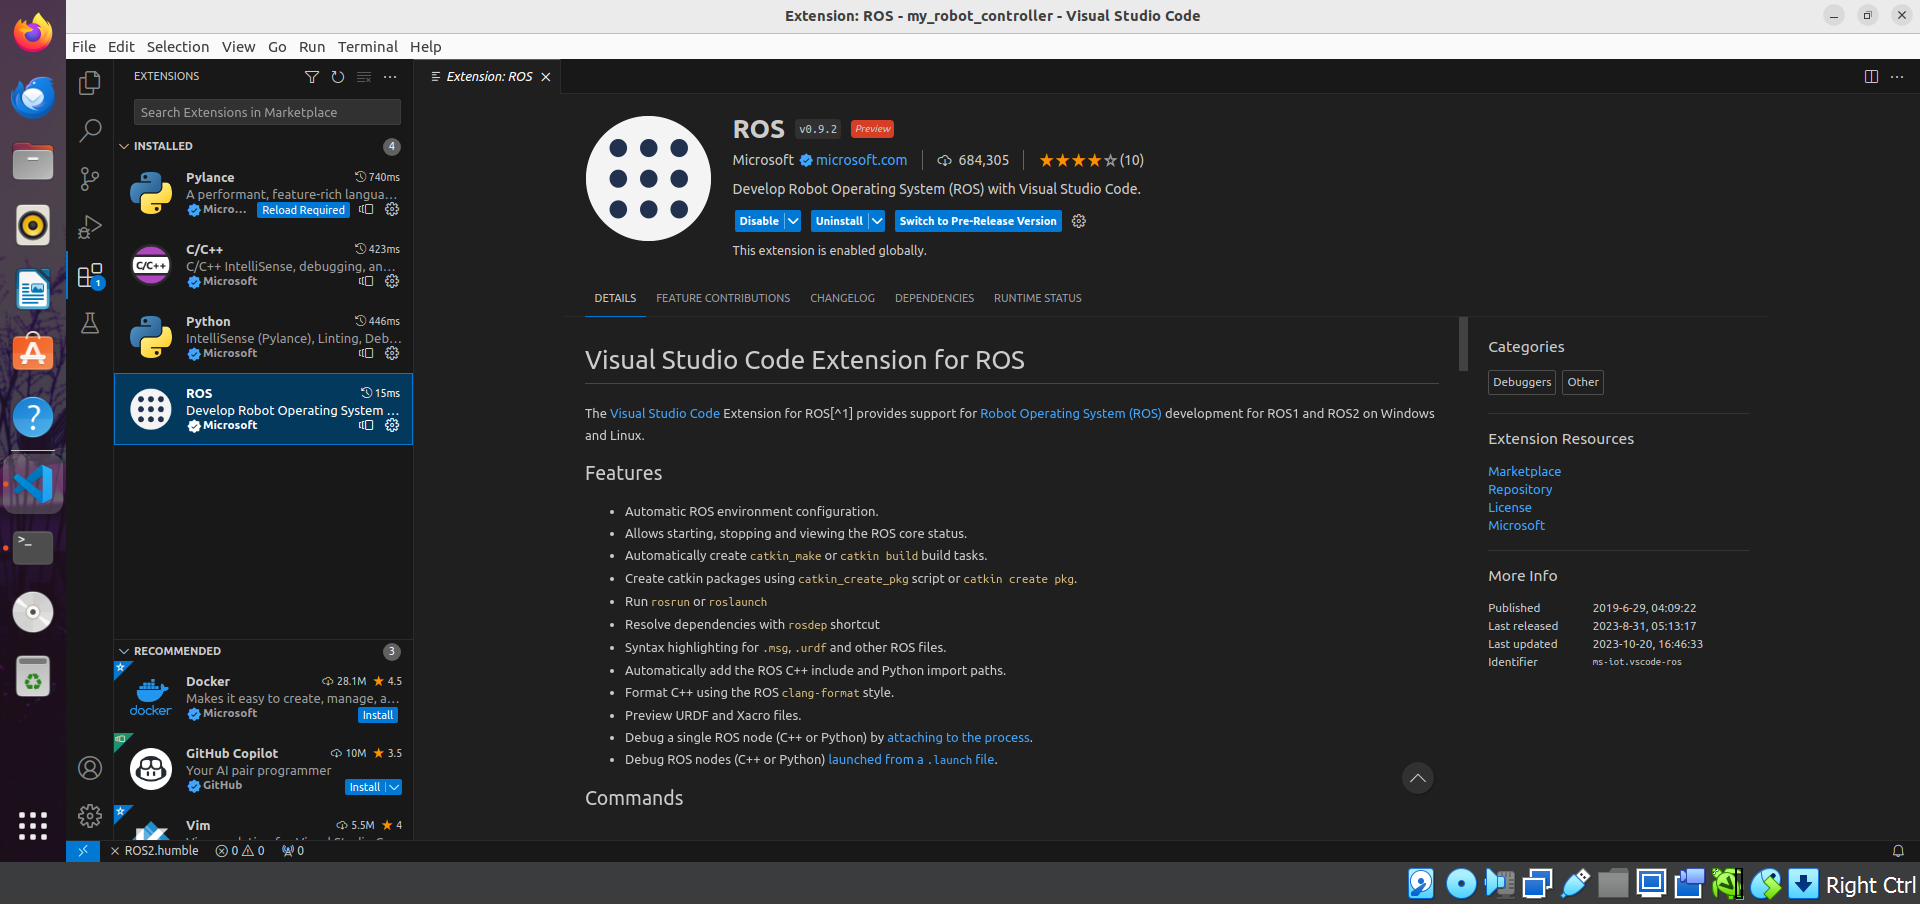 Extension: ROS - my_robot_controller - Visual Studio Code
File Edit Selection View Go Run Terminal Help
EXTENSIONS
Search Extensions in Marketplace
INSTALLED 4
Pylance 740ms
A performant, feature-rich langua...
Micro... Reload Required
C/C++
C/C++ 423ms
C/C++ IntelliSense, debugging, an...
Microsoft
Python 446ms
IntelliSense (Pylance), Linting, Deb...
Microsoft
ROS 15ms
Develop Robot Operating System ...
Microsoft
1
RECOMMENDED 3
Docker 28.1M 4.5
Makes it easy to create, manage, a...
docker
Microsoft Install
GitHub Copilot 10M 3.5
Your AI pair programmer
GitHub Install
Vim 5.5M 4
Extension: ROS
ROS v0.9.2 Preview
Microsoft microsoft.com 684,305 (10)
Develop Robot Operating System (ROS) with Visual Studio Code.
Disable Uninstall Switch to Pre-Release Version
This extension is enabled globally.
DETAILS FEATURE CONTRIBUTIONS CHANGELOG DEPENDENCIES RUNTIME STATUS
Visual Studio Code Extension for ROS
The Visual Studio Code Extension for ROS[^1] provides support for Robot Operating System (ROS) development for ROS1 and ROS2 on Windows
and Linux.
Features
• Automatic ROS environment configuration.
• Allows starting, stopping and viewing the ROS core status.
• Automatically create catkin_make or catkin build build tasks.
• Create catkin packages using catkin_create_pkg script or catkin create pkg.
• Run rosrun or roslaunch
• Resolve dependencies with rosdep shortcut
• Syntax highlighting for .msg, .urdf and other ROS files.
• Automatically add the ROS C++ include and Python import paths.
• Format C++ using the ROS clang-format style.
• Preview URDF and Xacro files.
• Debug a single ROS node (C++ or Python) by attaching to the process.
• Debug ROS nodes (C++ or Python) launched from a .launch file.
Commands
Categories
Debuggers Other
Extension Resources
Marketplace
Repository
License
Microsoft
More Info
Published 2019-6-29, 04:09:22
Last released 2023-8-31, 05:13:17
Last updated 2023-10-20, 16:46:33
Identifier ms-iot.vscode-ros
ROS2.humble 0 0 0
Right Ctrl